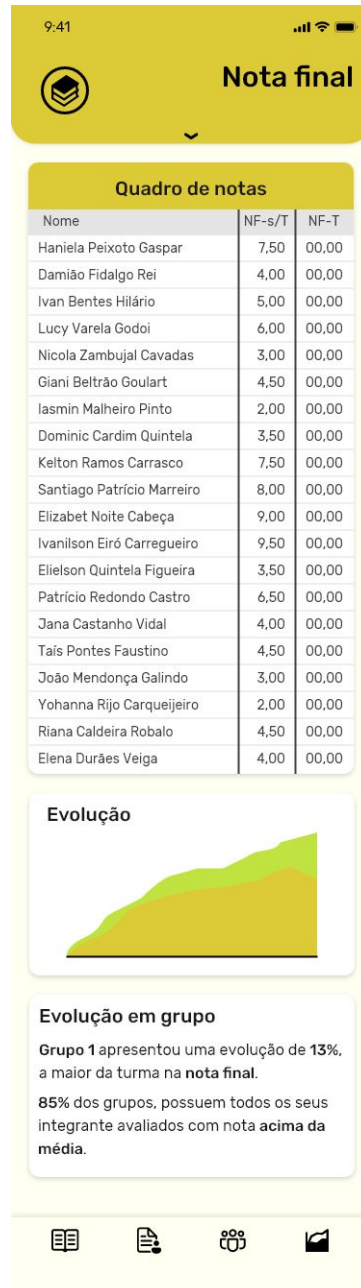 9:41
Nota final
Quadro de notas
Nome NF-s/T NF-T
Haniela Peixoto Gaspar 7,50 00,00
Damião Fidalgo Rei 4,00 00,00
Ivan Bentes Hilário 5,00 00,00
Lucy Varela Godoi 6,00 00,00
Nicola Zambujal Cavadas 3,00 00,00
Giani Beltrão Goulart 4,50 00,00
Iasmin Malheiro Pinto 2,00 00,00
Dominic Cardim Quintela 3,50 00,00
Kelton Ramos Carrasco 7,50 00,00
Santiago Patrício Marreiro 8,00 00,00
Elizabet Noite Cabeça 9,00 00,00
Ivanilson Eiró Carregueiro 9,50 00,00
Elielson Quintela Figueira 3,50 00,00
Patrício Redondo Castro 6,50 00,00
Jana Castanho Vidal 4,00 00,00
Taís Pontes Faustino 4,50 00,00
João Mendonça Galindo 3,00 00,00
Yohanna Rijo Carqueijeiro 2,00 00,00
Riana Caldeira Robalo 4,50 00,00
Elena Durães Veiga 4,00 00,00
Evolução
Evolução em grupo
Grupo 1 apresentou uma evolução de 13%,
a maior da turma na nota final.
85% dos grupos, possuem todos os seus
integrante avaliados com nota acima da
média.